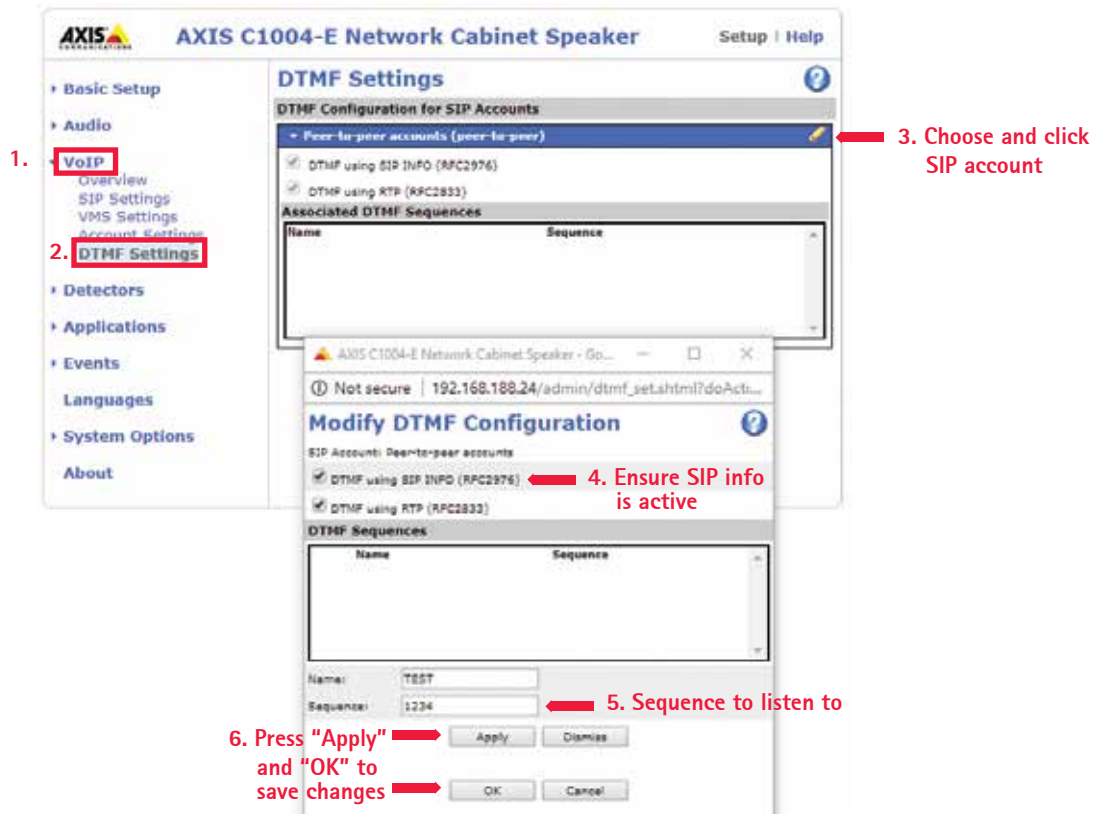 AXIS
COMMUNICATIONS
AXIS C1004-E Network Cabinet Speaker
Setup | Help
Basic Setup
Audio
1.
VoIP
Overview
SIP Settings
VMS Settings
Account Settings
2. DTMF Settings
Detectors
Applications
Events
Languages
System Options
About
DTMF Settings
DTMF Configuration for SIP Accounts
Peer-to-peer accounts (peer-to-peer)
3. Choose and click
SIP account
DTMF using SIP INFO (RFC2976)
DTMF using RTP (RFC2833)
Associated DTMF Sequences
Name Sequence
AXIS C1004-E Network Cabinet Speaker - Go...
Not secure | 192.168.188.24/admin/dtmf_set.shtml?doActi...
Modify DTMF Configuration
SIP Account: Peer-to-peer accounts
DTMF using SIP INFO (RFC2976)
4. Ensure SIP info
is active
DTMF using RTP (RFC2833)
DTMF Sequences
Name Sequence
Name: TEST
Sequence: 1234
5. Sequence to listen to
6. Press “Apply”
and “OK” to
save changes
Apply Dismiss
OK Cancel